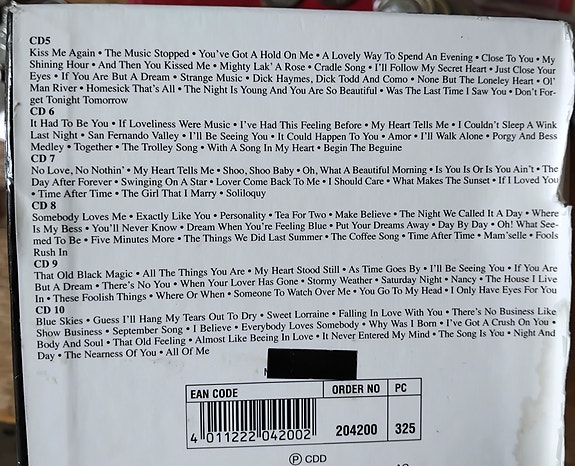 CD5
Kiss Me Again • The Music Stopped • You've Got A Hold On Me • A Lovely Way To Spend An Evening • Close To You • My
Shining Hour • And Then You Kissed Me • Mighty Lak' A Rose • Cradle Song • I'll Follow My Secret Heart • Just Close Your
Eyes • If You Are But A Dream • Strange Music • Dick Haymes, Dick Todd And Como • None But The Loneley Heart • Ol'
Man River • Homesick That's All • The Night Is Young And You Are So Beautiful • Was The Last Time I Saw You • Don't For-
get Tonight Tomorrow
CD 6
It Had To Be You • If Loveliness Were Music • I've Had This Feeling Before • My Heart Tells Me • I Couldn't Sleep A Wink
Last Night • San Fernando Valley • I'll Be Seeing You • It Could Happen To You • Amor • I'll Walk Alone • Porgy And Bess
Medley • Together • The Trolley Song • With A Song In My Heart • Begin The Beguine
CD 7
No Love, No Nothin' • My Heart Tells Me • Shoo, Shoo Baby • Oh, What A Beautiful Morning • Is You Is Or Is You Ain't • The
Day After Forever • Swinging On A Star • Lover Come Back To Me • I Should Care • What Makes The Sunset • If I Loved You
• Time After Time • The Girl That I Marry • Soliloquy
CD 8
Somebody Loves Me • Exactly Like You • Personality • Tea For Two • Make Believe • The Night We Called It A Day • Where
Is My Bess • You'll Never Know • Dream When You're Feeling Blue • Put Your Dreams Away • Day By Day • Oh! What See-
med To Be • Five Minutes More • The Things We Did Last Summer • The Coffee Song • Time After Time • Mam'selle • Fools
Rush In
CD 9
That Old Black Magic • All The Things You Are • My Heart Stood Still • As Time Goes By • I'll Be Seeing You • If You Are
But A Dream • There's No You • When Your Lover Has Gone • Stormy Weather • Saturday Night • Nancy • The House I Live
In • These Foolish Things • Where Or When • Someone To Watch Over Me • You Go To My Head • I Only Have Eyes For You
CD 10
Blue Skies • Guess I'll Hang My Tears Out To Dry • Sweet Lorraine • Falling In Love With You • There's No Business Like
Show Business • September Song • I Believe • Everybody Loves Somebody • Why Was I Born • I've Got A Crush On You •
Body And Soul • That Old Feeling • Almost Like Beeing In Love • It Never Entered My Mind • The Song Is You • Night And
Day • The Nearness Of You • All Of Me
EAN CODE ORDER NO PC
4 011222 042002 204200 325
Ⓟ CDD